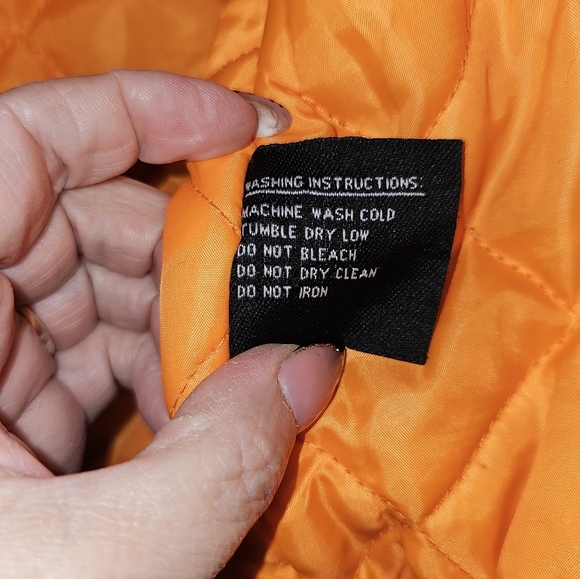 WASHING INSTRUCTIONS:
MACHINE WASH COLD
TUMBLE DRY LOW
DO NOT BLEACH
DO NOT DRY CLEAN
DO NOT IRON